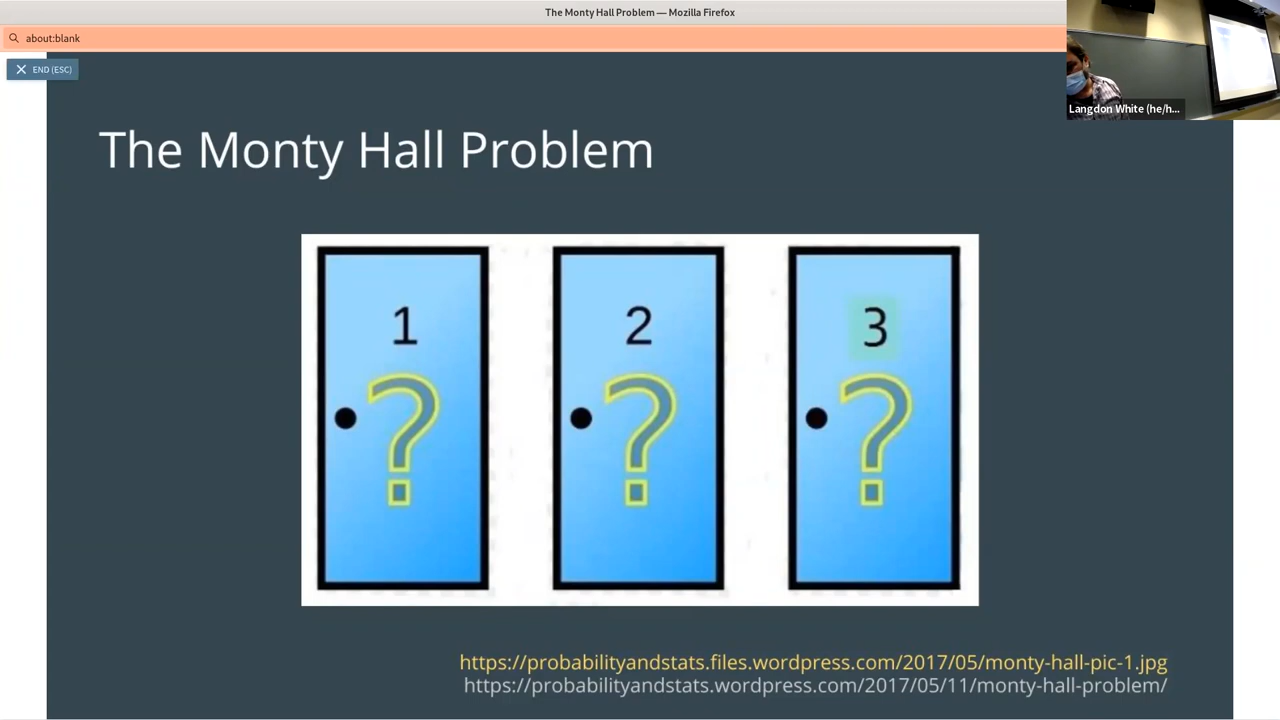 The Monty Hall Problem — Mozilla Firefox
about:blank
END (ESC)
Langdon White (he/h...
The Monty Hall Problem
1 2 3
? ? ?
https://probabilityandstats.files.wordpress.com/2017/05/monty-hall-pic-1.jpg
https://probabilityandstats.wordpress.com/2017/05/11/monty-hall-problem/